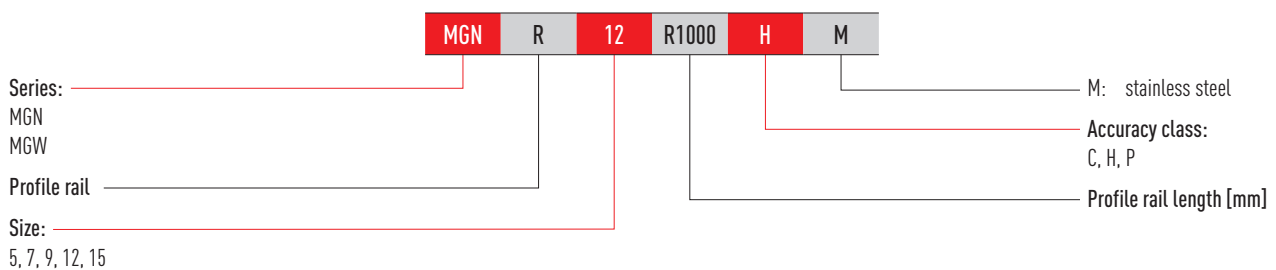 MGN R 12 R1000 H M
Series:
MGN
MGW
Profile rail
Size:
5, 7, 9, 12, 15
M: stainless steel
Accuracy class:
C, H, P
Profile rail length [mm]